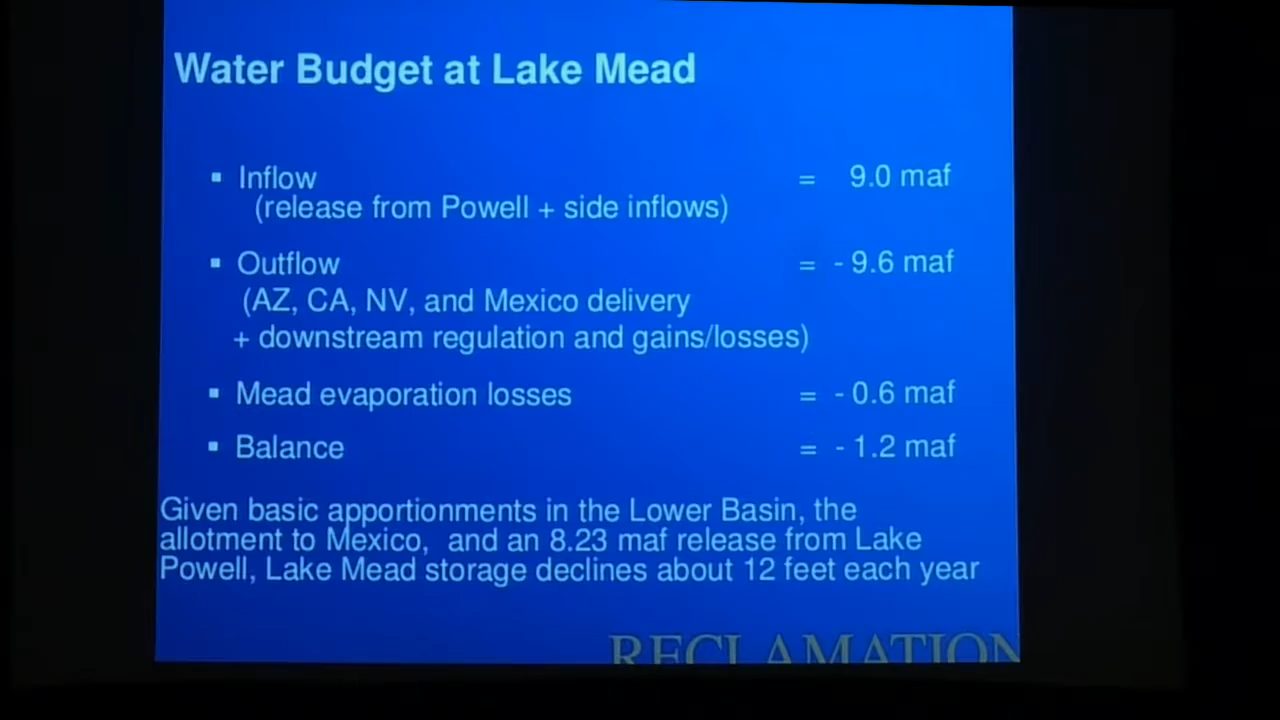 Water Budget at Lake Mead
▪ Inflow = 9.0 maf
(release from Powell + side inflows)
▪ Outflow = - 9.6 maf
(AZ, CA, NV, and Mexico delivery
+ downstream regulation and gains/losses)
▪ Mead evaporation losses = - 0.6 maf
▪ Balance = - 1.2 maf
Given basic apportionments in the Lower Basin, the
allotment to Mexico, and an 8.23 maf release from Lake
Powell, Lake Mead storage declines about 12 feet each year
RECLAMATION